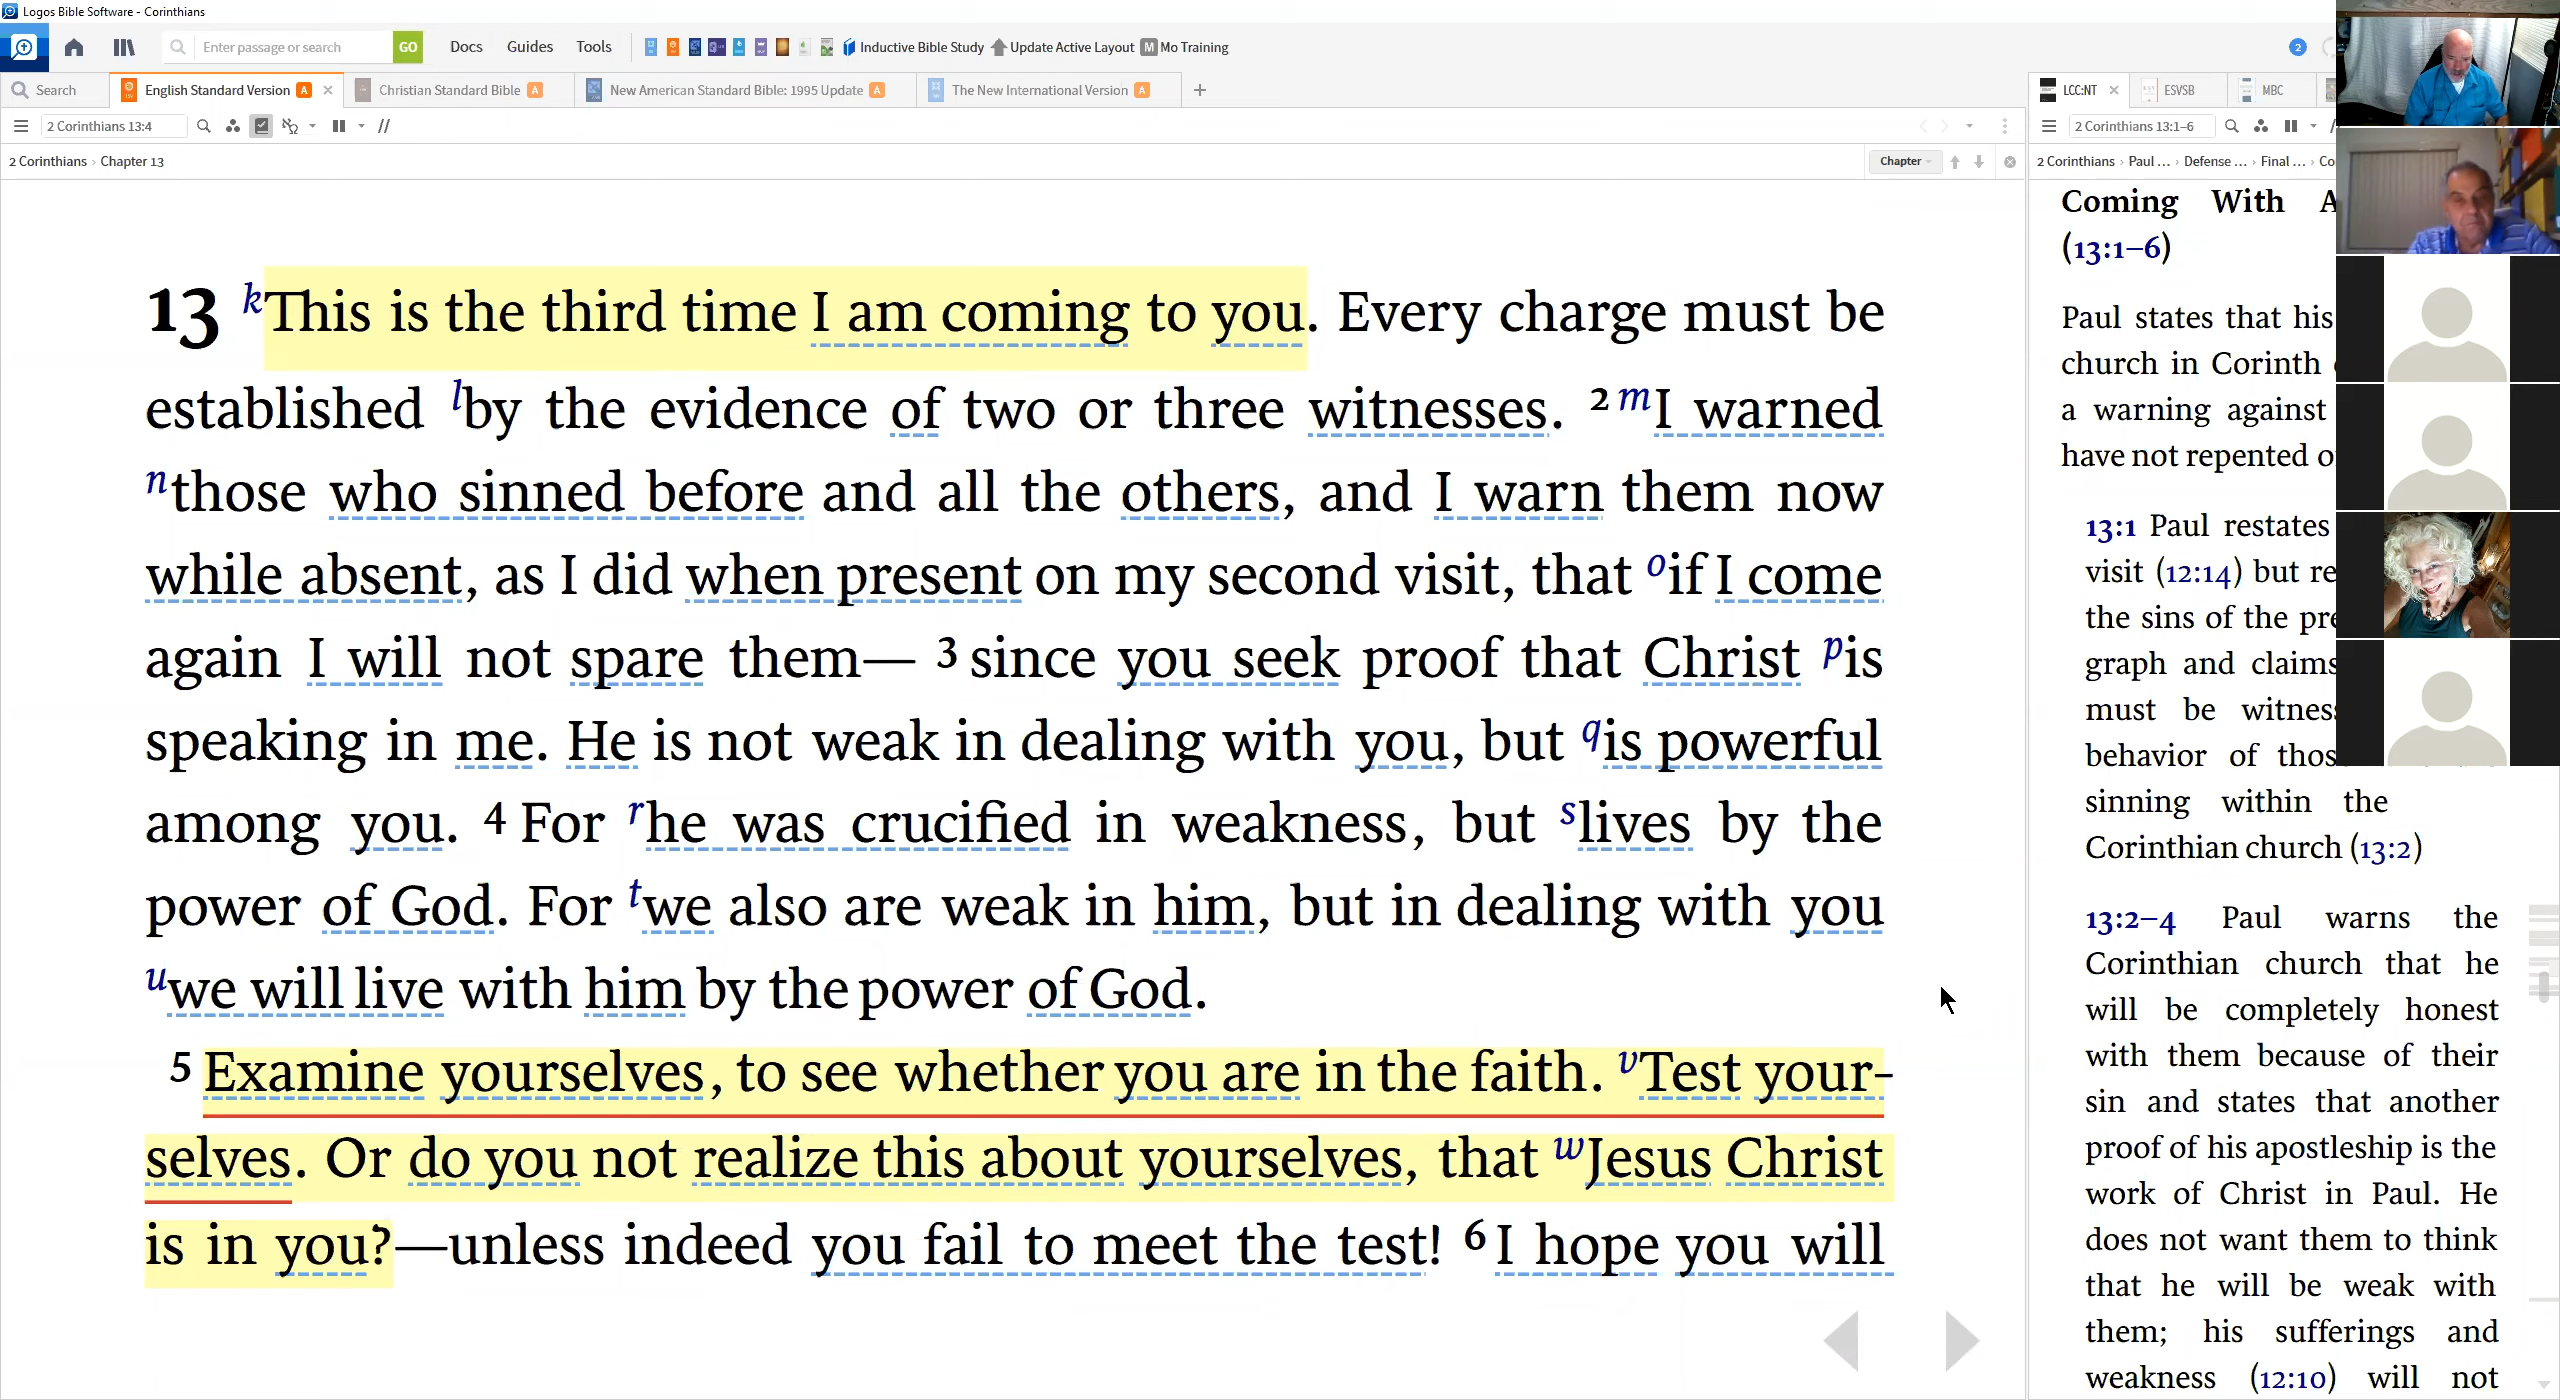 Logos Bible Software - Corinthians
Enter passage or search GO Docs Guides Tools Inductive Bible Study Update Active Layout M Mo Training 2
Search English Standard Version A Christian Standard Bible A New American Standard Bible: 1995 Update A The New International Version A
LCC:NT ESVSB MBC
2 Corinthians 13:4
2 Corinthians 13:1–6
2 Corinthians › Chapter 13
Chapter
2 Corinthians › Paul ... › Defense ... › Final ... › Co
13 kThis is the third time I am coming to you. Every charge must be
established lby the evidence of two or three witnesses. 2 mI warned
nthose who sinned before and all the others, and I warn them now
while absent, as I did when present on my second visit, that oif I come
again I will not spare them— 3 since you seek proof that Christ pis
speaking in me. He is not weak in dealing with you, but qis powerful
among you. 4 For rhe was crucified in weakness, but slives by the
power of God. For twe also are weak in him, but in dealing with you
uwe will live with him by the power of God.
5 Examine yourselves, to see whether you are in the faith. vTest your-
selves. Or do you not realize this about yourselves, that wJesus Christ
is in you?—unless indeed you fail to meet the test! 6 I hope you will
Coming With
(13:1–6)
Paul states that his
church in Corinth
a warning against
have not repented
13:1 Paul restates
visit (12:14) but re
the sins of the pre
graph and claims
must be witness
behavior of thos
sinning within the
Corinthian church (13:2)
13:2–4 Paul warns the
Corinthian church that he
will be completely honest
with them because of their
sin and states that another
proof of his apostleship is the
work of Christ in Paul. He
does not want them to think
that he will be weak with
them; his sufferings and
weakness (12:10) will not